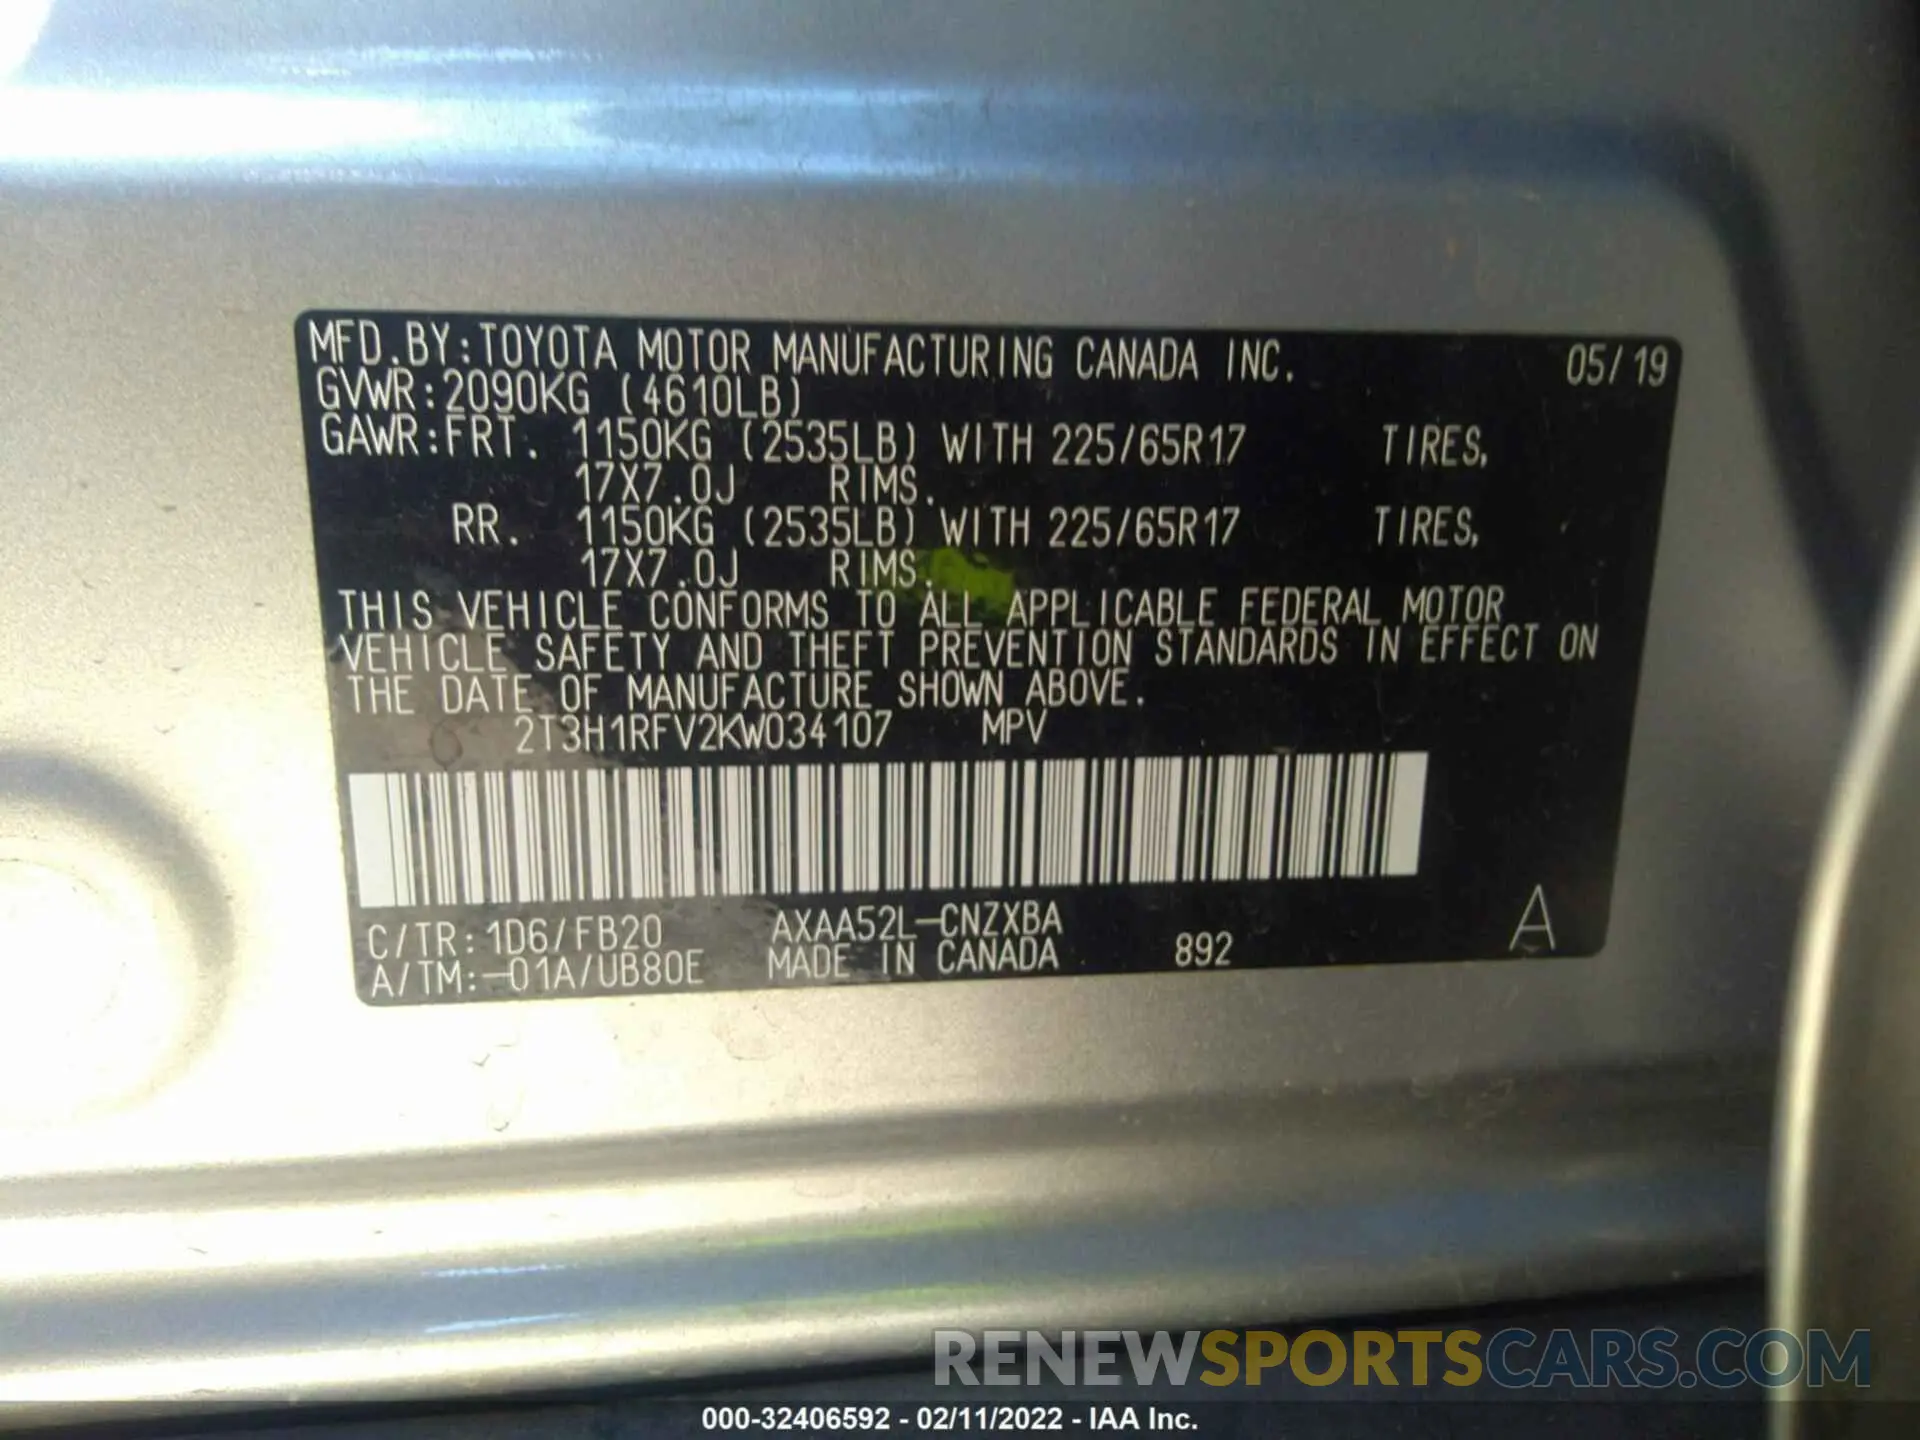 MFD.BY:TOYOTA MOTOR MANUFACTURING CANADA INC. 05/19
GVWR:2090KG (4610LB)
GAWR:FRT. 1150KG (2535LB) WITH 225/65R17 TIRES,
17X7.0J RIMS.
RR. 1150KG (2535LB) WITH 225/65R17 TIRES,
17X7.0J RIMS.
THIS VEHICLE CONFORMS TO ALL APPLICABLE FEDERAL MOTOR
VEHICLE SAFETY AND THEFT PREVENTION STANDARDS IN EFFECT ON
THE DATE OF MANUFACTURE SHOWN ABOVE.
2T3H1RFV2KW034107 MPV
C/TR:1D6/FB20 AXAA52L-CNZXBA
A/TM:-01A/UB80E MADE IN CANADA 892 A
RENEWSPORTSCARS.COM
000-32406592 - 02/11/2022 - IAA Inc.